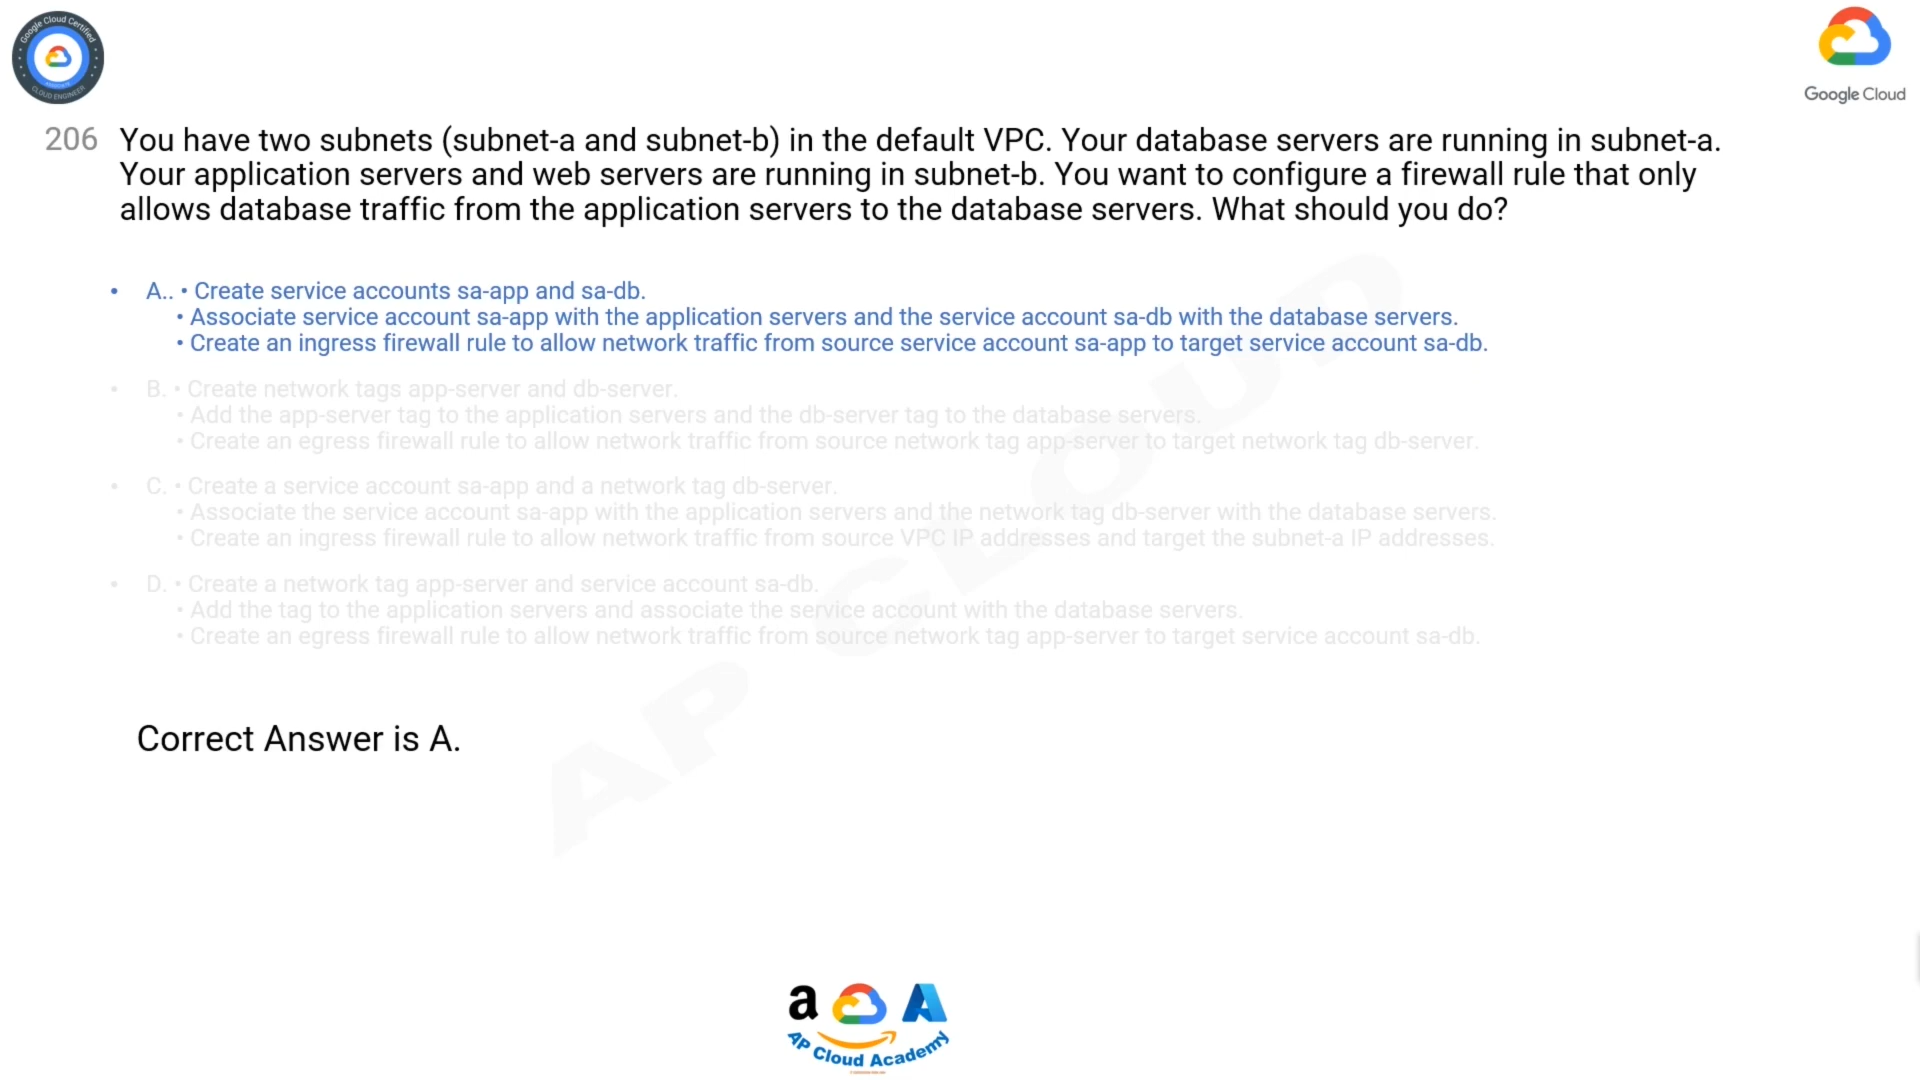 Google Cloud Certified
ASSOCIATE
CLOUD ENGINEER
Google Cloud
206 You have two subnets (subnet-a and subnet-b) in the default VPC. Your database servers are running in subnet-a.
Your application servers and web servers are running in subnet-b. You want to configure a firewall rule that only
allows database traffic from the application servers to the database servers. What should you do?
• A.. • Create service accounts sa-app and sa-db.
• Associate service account sa-app with the application servers and the service account sa-db with the database servers.
• Create an ingress firewall rule to allow network traffic from source service account sa-app to target service account sa-db.
• B. • Create network tags app-server and db-server.
• Add the app-server tag to the application servers and the db-server tag to the database servers.
• Create an egress firewall rule to allow network traffic from source network tag app-server to target network tag db-server.
• C. • Create a service account sa-app and a network tag db-server.
• Associate the service account sa-app with the application servers and the network tag db-server with the database servers.
• Create an ingress firewall rule to allow network traffic from source VPC IP addresses and target the subnet-a IP addresses.
• D. • Create a network tag app-server and service account sa-db.
• Add the tag to the application servers and associate the service account with the database servers.
• Create an egress firewall rule to allow network traffic from source network tag app-server to target service account sa-db.
AP CLOUD
Correct Answer is A.
a
AP Cloud Academy